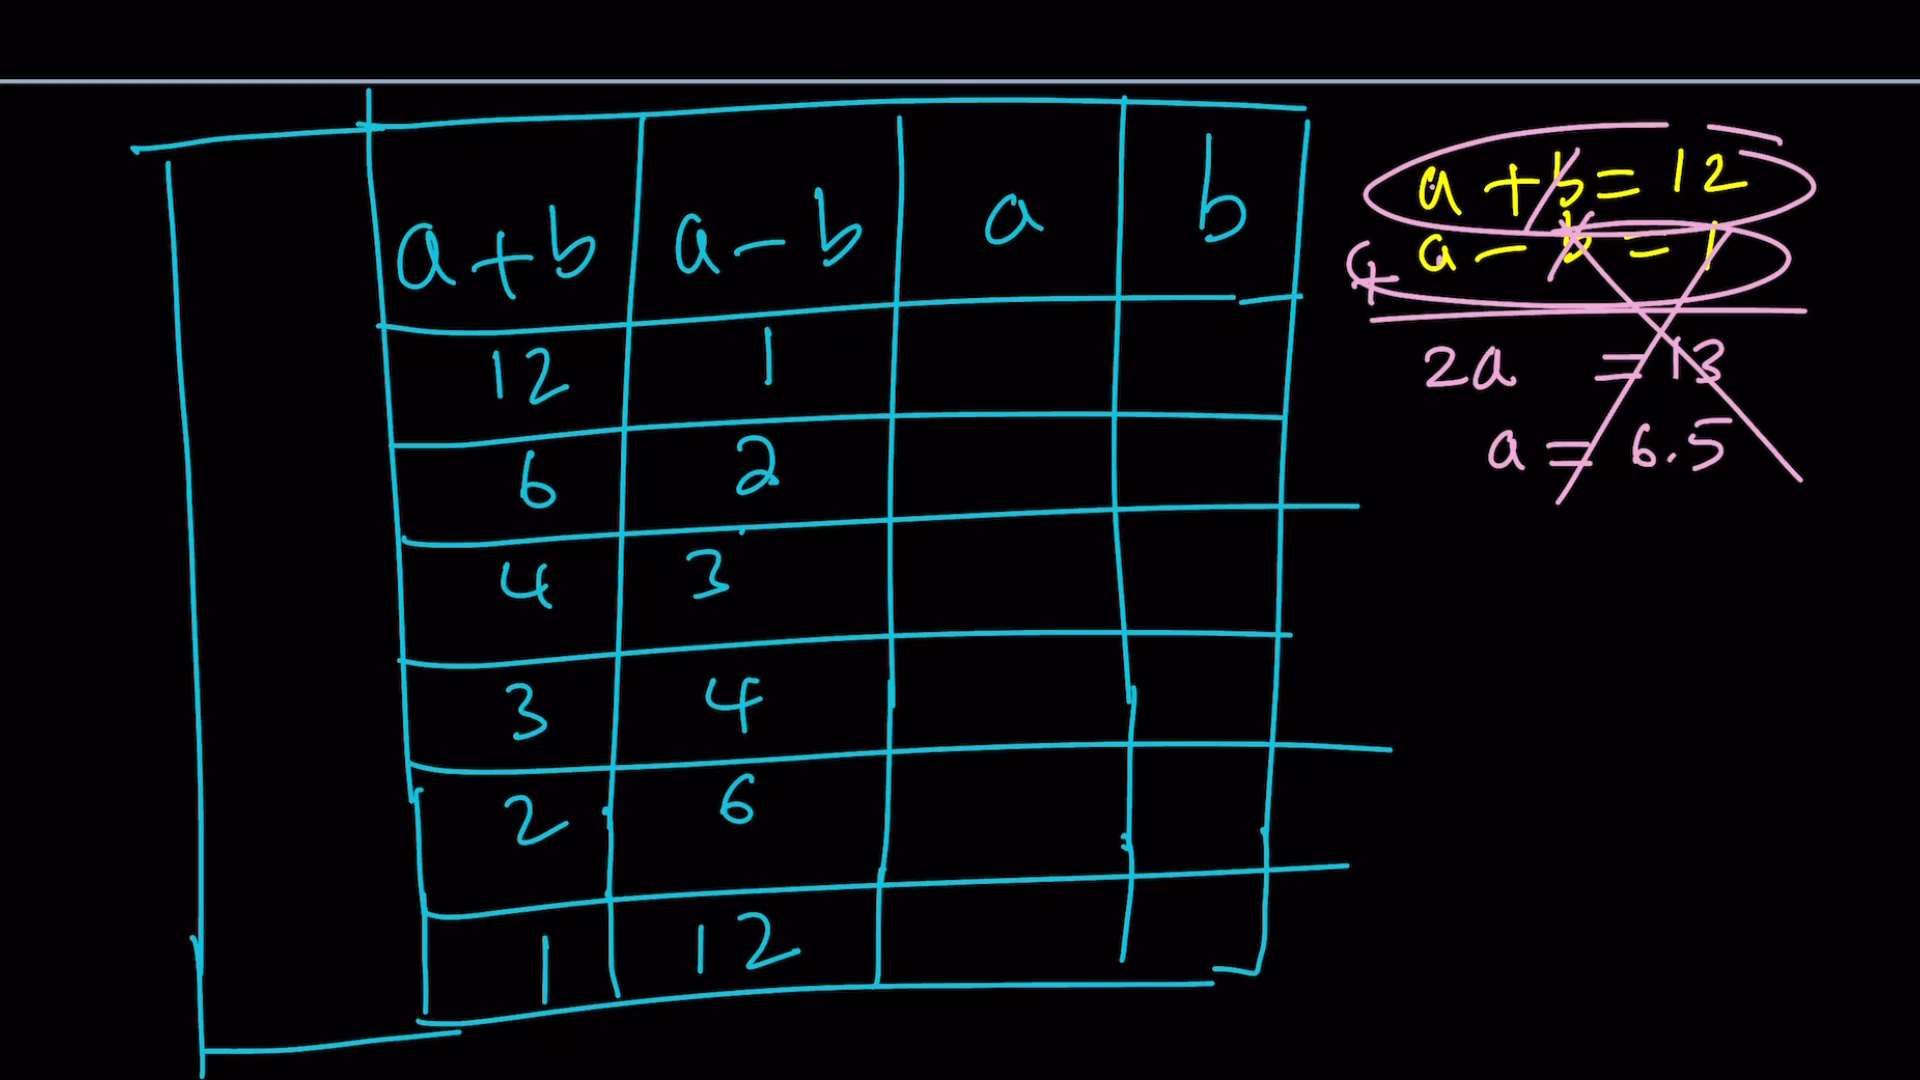 a+b a-b a b
12 1
6 2
4 3
3 4
2 6
1 12
a+b=12
+ a-b=1
2a =13
a=6.5